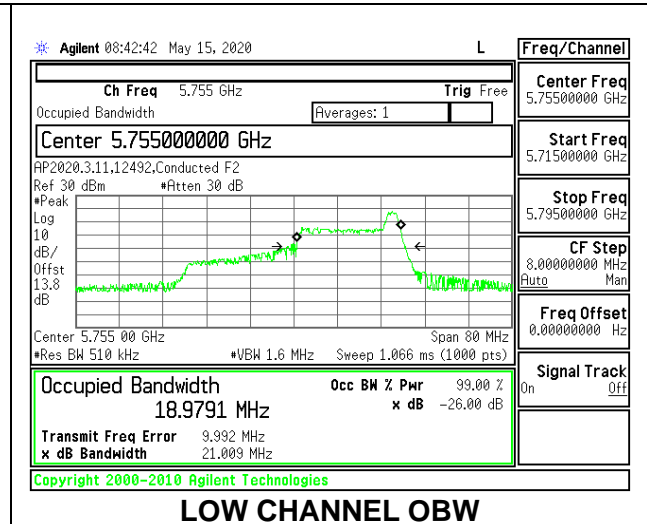 Agilent 08:42:42 May 15, 2020 L
Freq/Channel
Ch Freq 5.755 GHz Trig Free
Occupied Bandwidth Averages: 1
Center 5.755000000 GHz
AP2020.3.11,12492,Conducted F2
Ref 30 dBm #Atten 30 dB
#Peak
Log
10
dB/
Offst
13.8
dB
Center 5.755 00 GHz Span 80 MHz
#Res BW 510 kHz #VBW 1.6 MHz Sweep 1.066 ms (1000 pts)
Occupied Bandwidth Occ BW % Pwr 99.00 %
18.9791 MHz x dB -26.00 dB
Transmit Freq Error 9.992 MHz
x dB Bandwidth 21.009 MHz
Copyright 2000-2010 Agilent Technologies
Center Freq
5.75500000 GHz
Start Freq
5.71500000 GHz
Stop Freq
5.79500000 GHz
CF Step
8.00000000 MHz
Auto Man
Freq Offset
0.00000000 Hz
Signal Track
On Off
LOW CHANNEL OBW